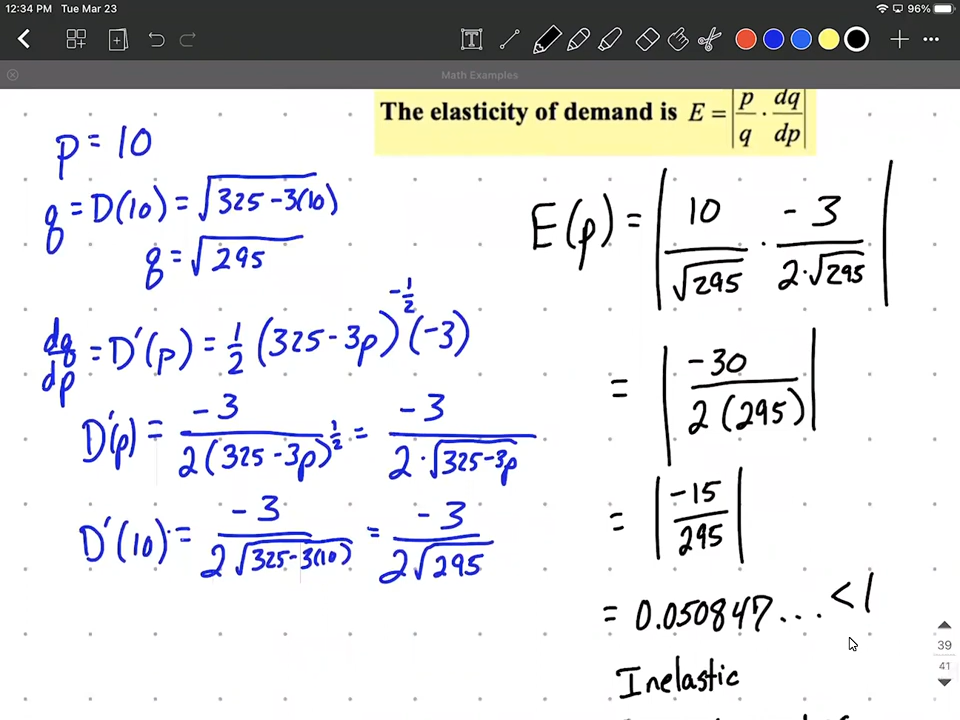 12:34 PM Tue Mar 23
96%
Math Examples
The elasticity of demand is E = |p/q · dq/dp|
p = 10
q = D(10) = √(325-3(10))
q = √295
dq/dp = D'(p) = 1/2 (325-3p)^(-1/2) (-3)
D'(p) = -3/(2(325-3p)^(1/2)) = -3/(2·√(325-3p))
D'(10) = -3/(2√(325-3(10))) = -3/(2√295)
E(p) = |10/√295 · -3/(2·√295)|
= |-30/(2(295))|
= |-15/295|
= 0.050847... < 1
Inelastic
39
41